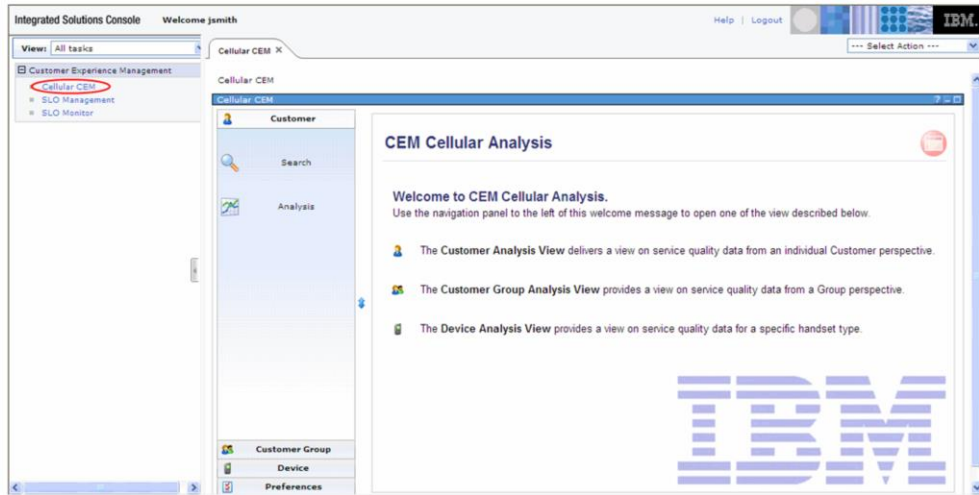 Integrated Solutions Console Welcome jsmith Help | Logout IBM.
View: All tasks
Cellular CEM
--- Select Action ---
Customer Experience Management
Cellular CEM
SLO Management
SLO Monitor
Cellular CEM
Cellular CEM
Customer
Search
Analysis
Customer Group
Device
Preferences
CEM Cellular Analysis
Welcome to CEM Cellular Analysis.
Use the navigation panel to the left of this welcome message to open one of the view described below.
The Customer Analysis View delivers a view on service quality data from an individual Customer perspective.
The Customer Group Analysis View provides a view on service quality data from a Group perspective.
The Device Analysis View provides a view on service quality data for a specific handset type.
IBM